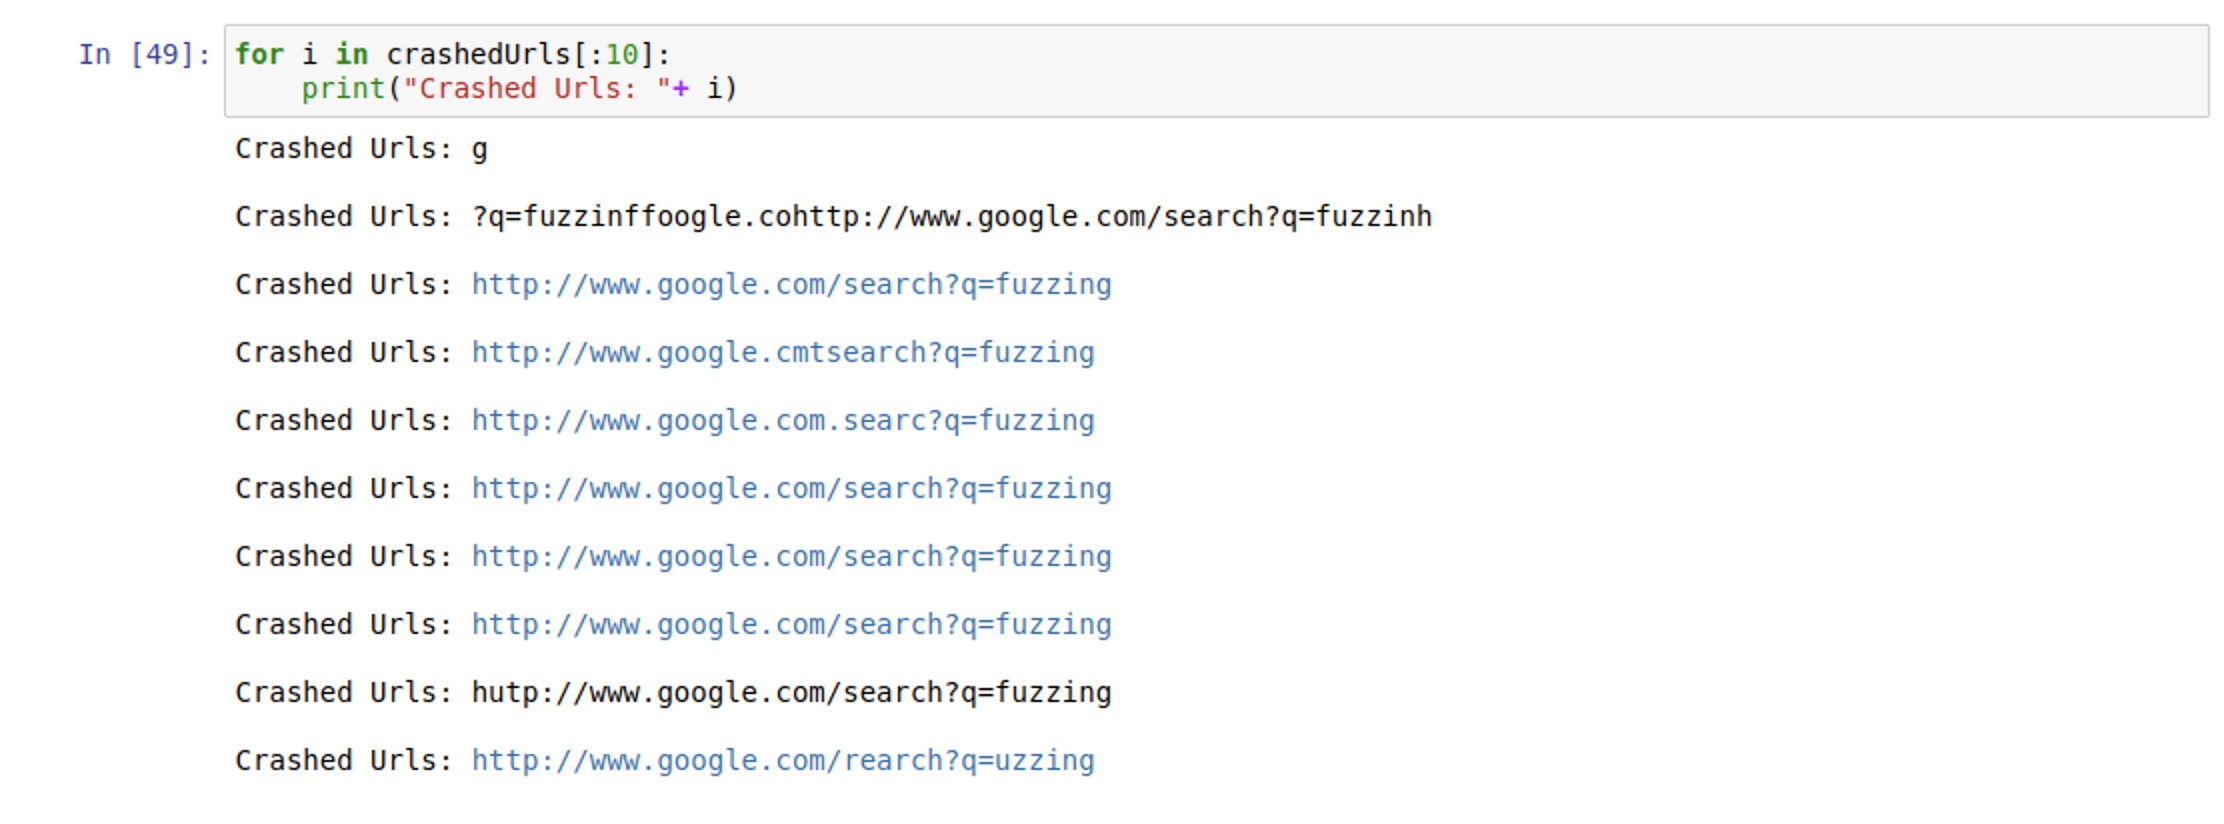 In [49]: for i in crashedUrls[:10]:
    print("Crashed Urls: "+ i)
Crashed Urls: g
Crashed Urls: ?q=fuzzinffoogle.cohttp://www.google.com/search?q=fuzzinh
Crashed Urls: http://www.google.com/search?q=fuzzing
Crashed Urls: http://www.google.cmtsearch?q=fuzzing
Crashed Urls: http://www.google.com.searc?q=fuzzing
Crashed Urls: http://www.google.com/search?q=fuzzing
Crashed Urls: http://www.google.com/search?q=fuzzing
Crashed Urls: http://www.google.com/search?q=fuzzing
Crashed Urls: hutp://www.google.com/search?q=fuzzing
Crashed Urls: http://www.google.com/rearch?q=uzzing